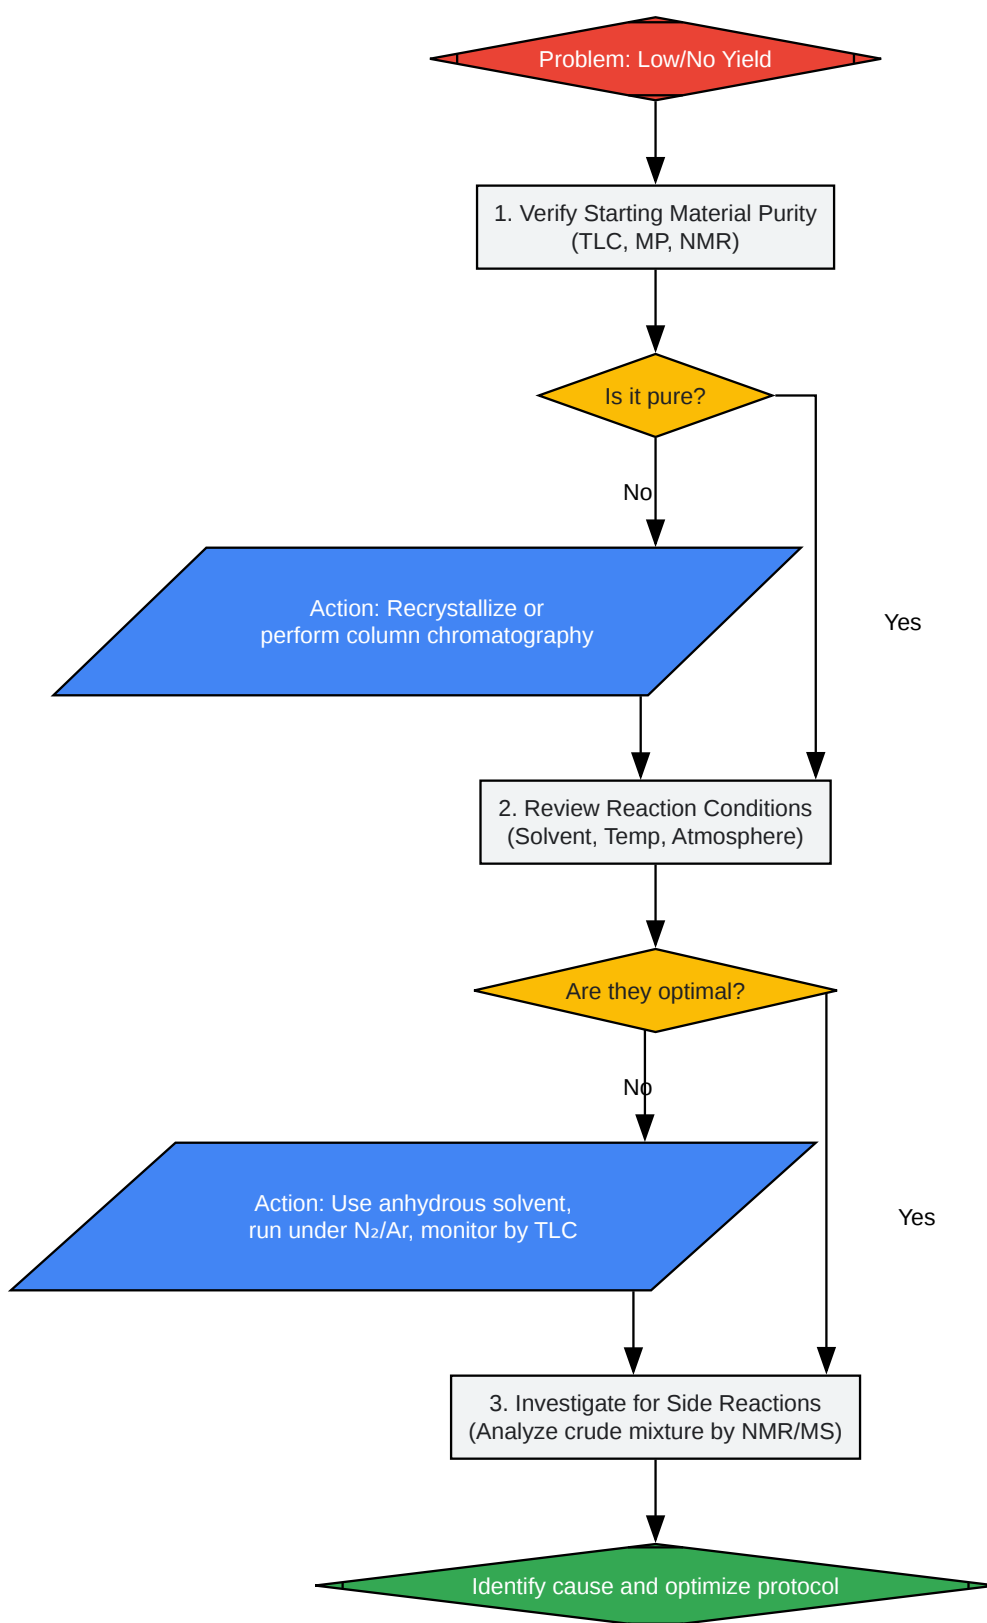 Problem: Low/No Yield
1. Verify Starting Material Purity
(TLC, MP, NMR)
Is it pure?
No
Action: Recrystallize or
perform column chromatography
Yes
2. Review Reaction Conditions
(Solvent, Temp, Atmosphere)
Are they optimal?
No
Action: Use anhydrous solvent,
run under N₂/Ar, monitor by TLC
Yes
3. Investigate for Side Reactions
(Analyze crude mixture by NMR/MS)
Identify cause and optimize protocol